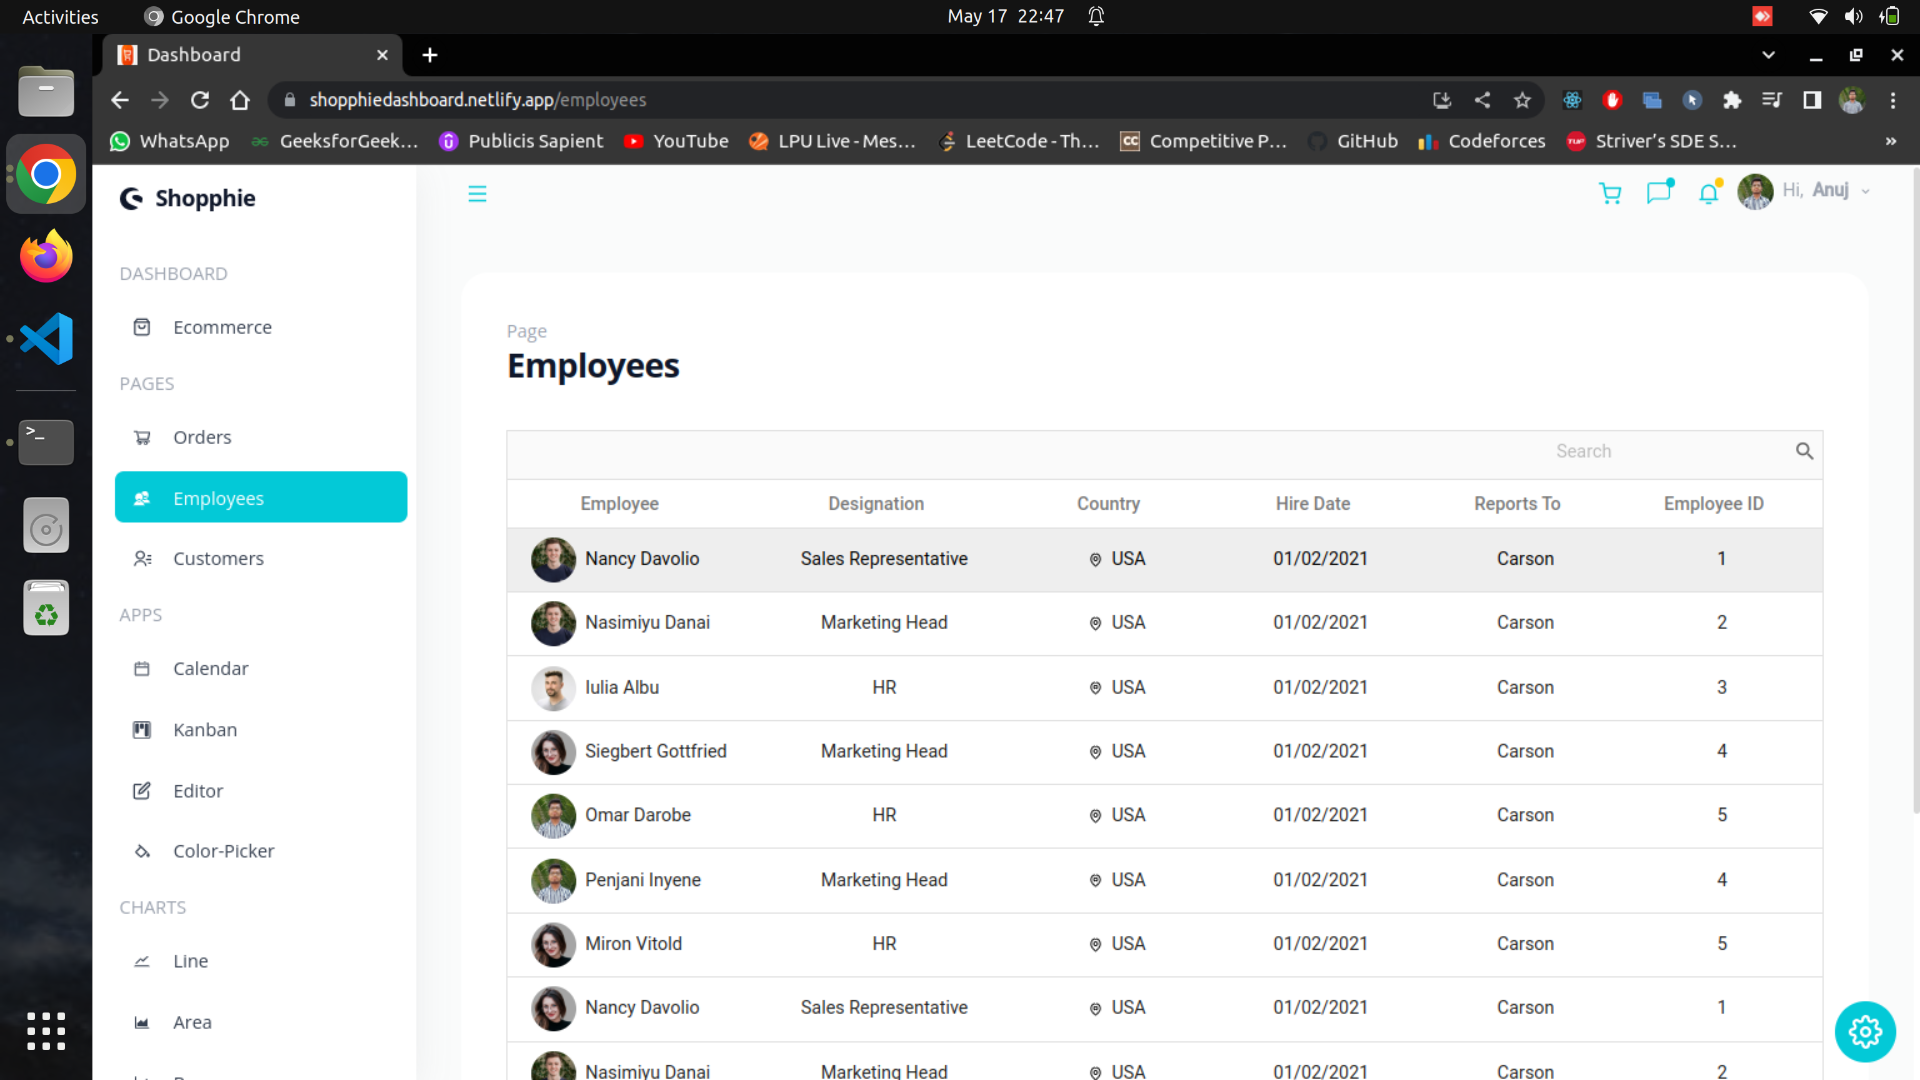 Activities
Google Chrome
May 17 22:47
Dashboard
shopphiedashboard.netlify.app/employees
WhatsApp
GeeksforGeek...
Publicis Sapient
YouTube
LPU Live - Mes...
LeetCode - Th...
CC
Competitive P...
GitHub
Codeforces
TUF
Striver's SDE S...
»
Shopphie
Hi, Anuj
DASHBOARD
Ecommerce
PAGES
Orders
Employees
Customers
APPS
Calendar
Kanban
Editor
Color-Picker
CHARTS
Line
Area
Page
Employees
Search
Employee Designation Country Hire Date Reports To Employee ID
Nancy Davolio Sales Representative USA 01/02/2021 Carson 1
Nasimiyu Danai Marketing Head USA 01/02/2021 Carson 2
Iulia Albu HR USA 01/02/2021 Carson 3
Siegbert Gottfried Marketing Head USA 01/02/2021 Carson 4
Omar Darobe HR USA 01/02/2021 Carson 5
Penjani Inyene Marketing Head USA 01/02/2021 Carson 4
Miron Vitold HR USA 01/02/2021 Carson 5
Nancy Davolio Sales Representative USA 01/02/2021 Carson 1
Nasimiyu Danai Marketing Head USA 01/02/2021 Carson 2